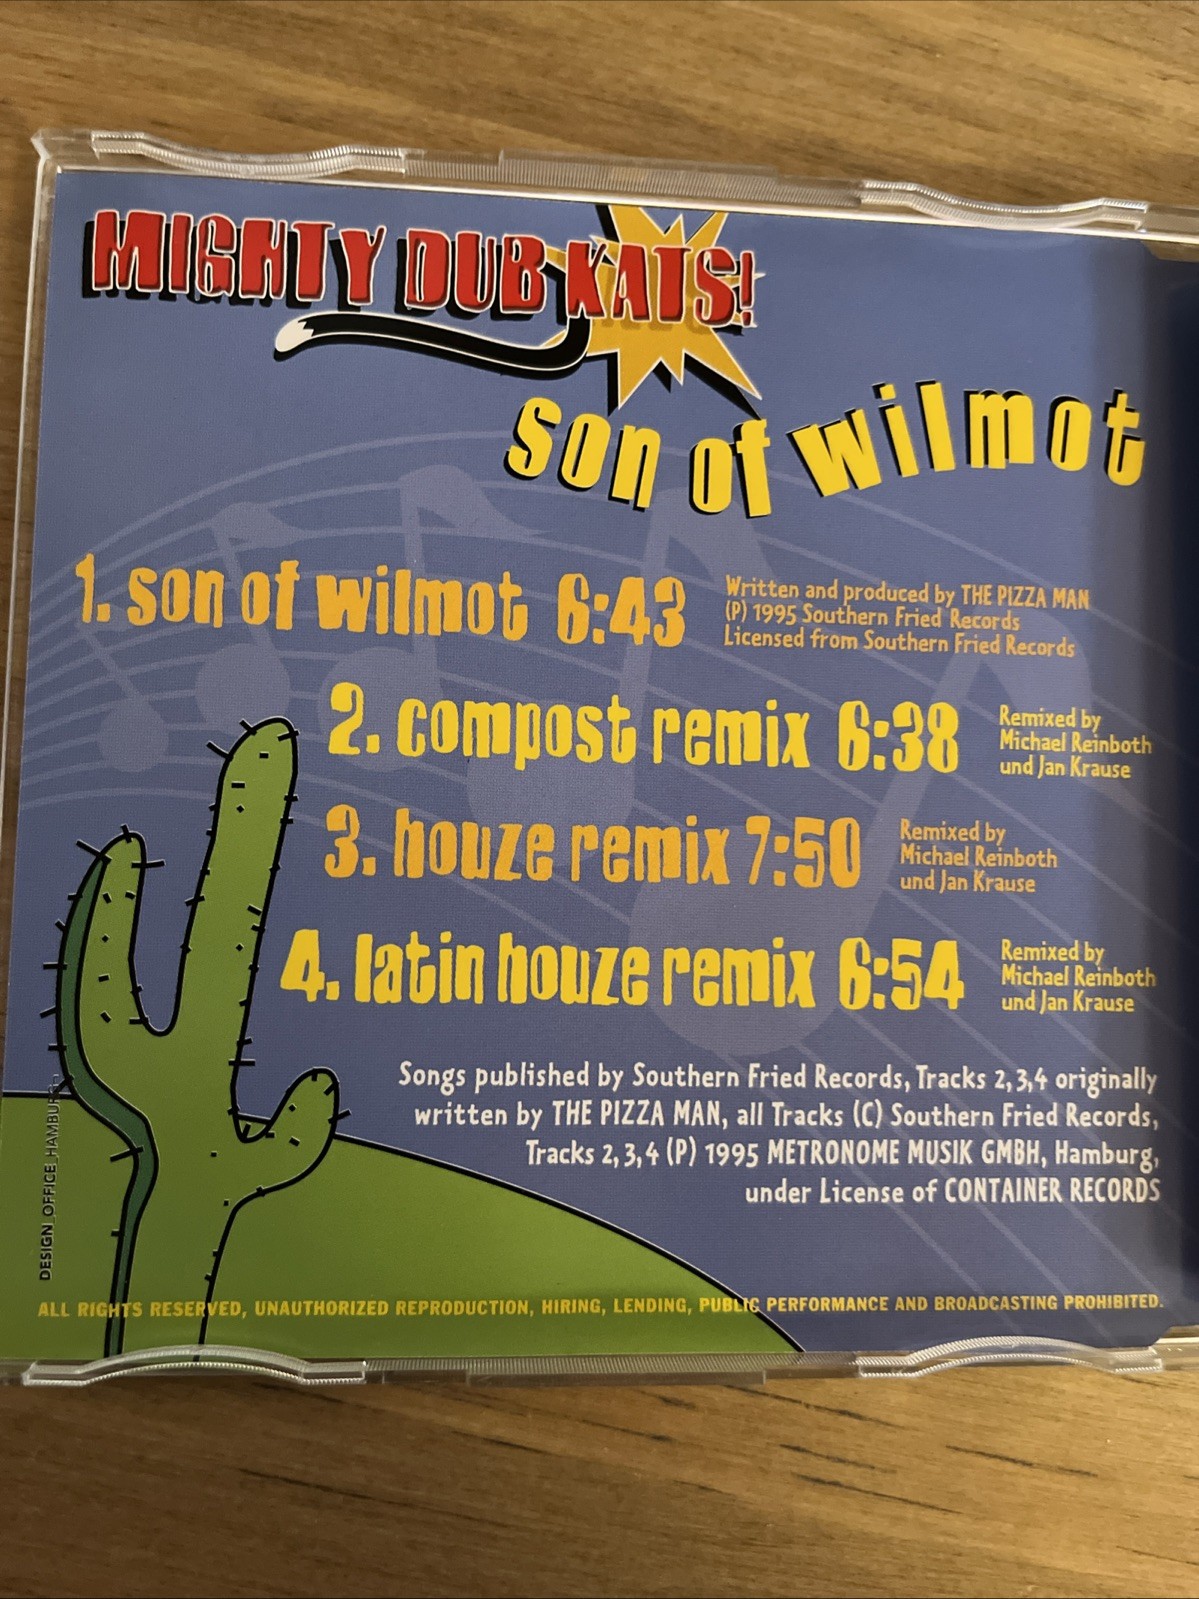 MIGHTY DUB KATS!
son of wilmot
1. son of wilmot 6:43
Written and produced by THE PIZZA MAN
(P) 1995 Southern Fried Records
Licensed from Southern Fried Records
2. compost remix 6:38
Remixed by
Michael Reinboth
und Jan Krause
3. houze remix 7:50
Remixed by
Michael Reinboth
und Jan Krause
4. latin houze remix 6:54
Remixed by
Michael Reinboth
und Jan Krause
Songs published by Southern Fried Records, Tracks 2,3,4 originally
written by THE PIZZA MAN, all Tracks (C) Southern Fried Records,
Tracks 2,3,4 (P) 1995 METRONOME MUSIK GMBH, Hamburg,
under License of CONTAINER RECORDS
DESIGN_OFFICE_HAMBURG
ALL RIGHTS RESERVED, UNAUTHORIZED REPRODUCTION, HIRING, LENDING, PUBLIC PERFORMANCE AND BROADCASTING PROHIBITED.